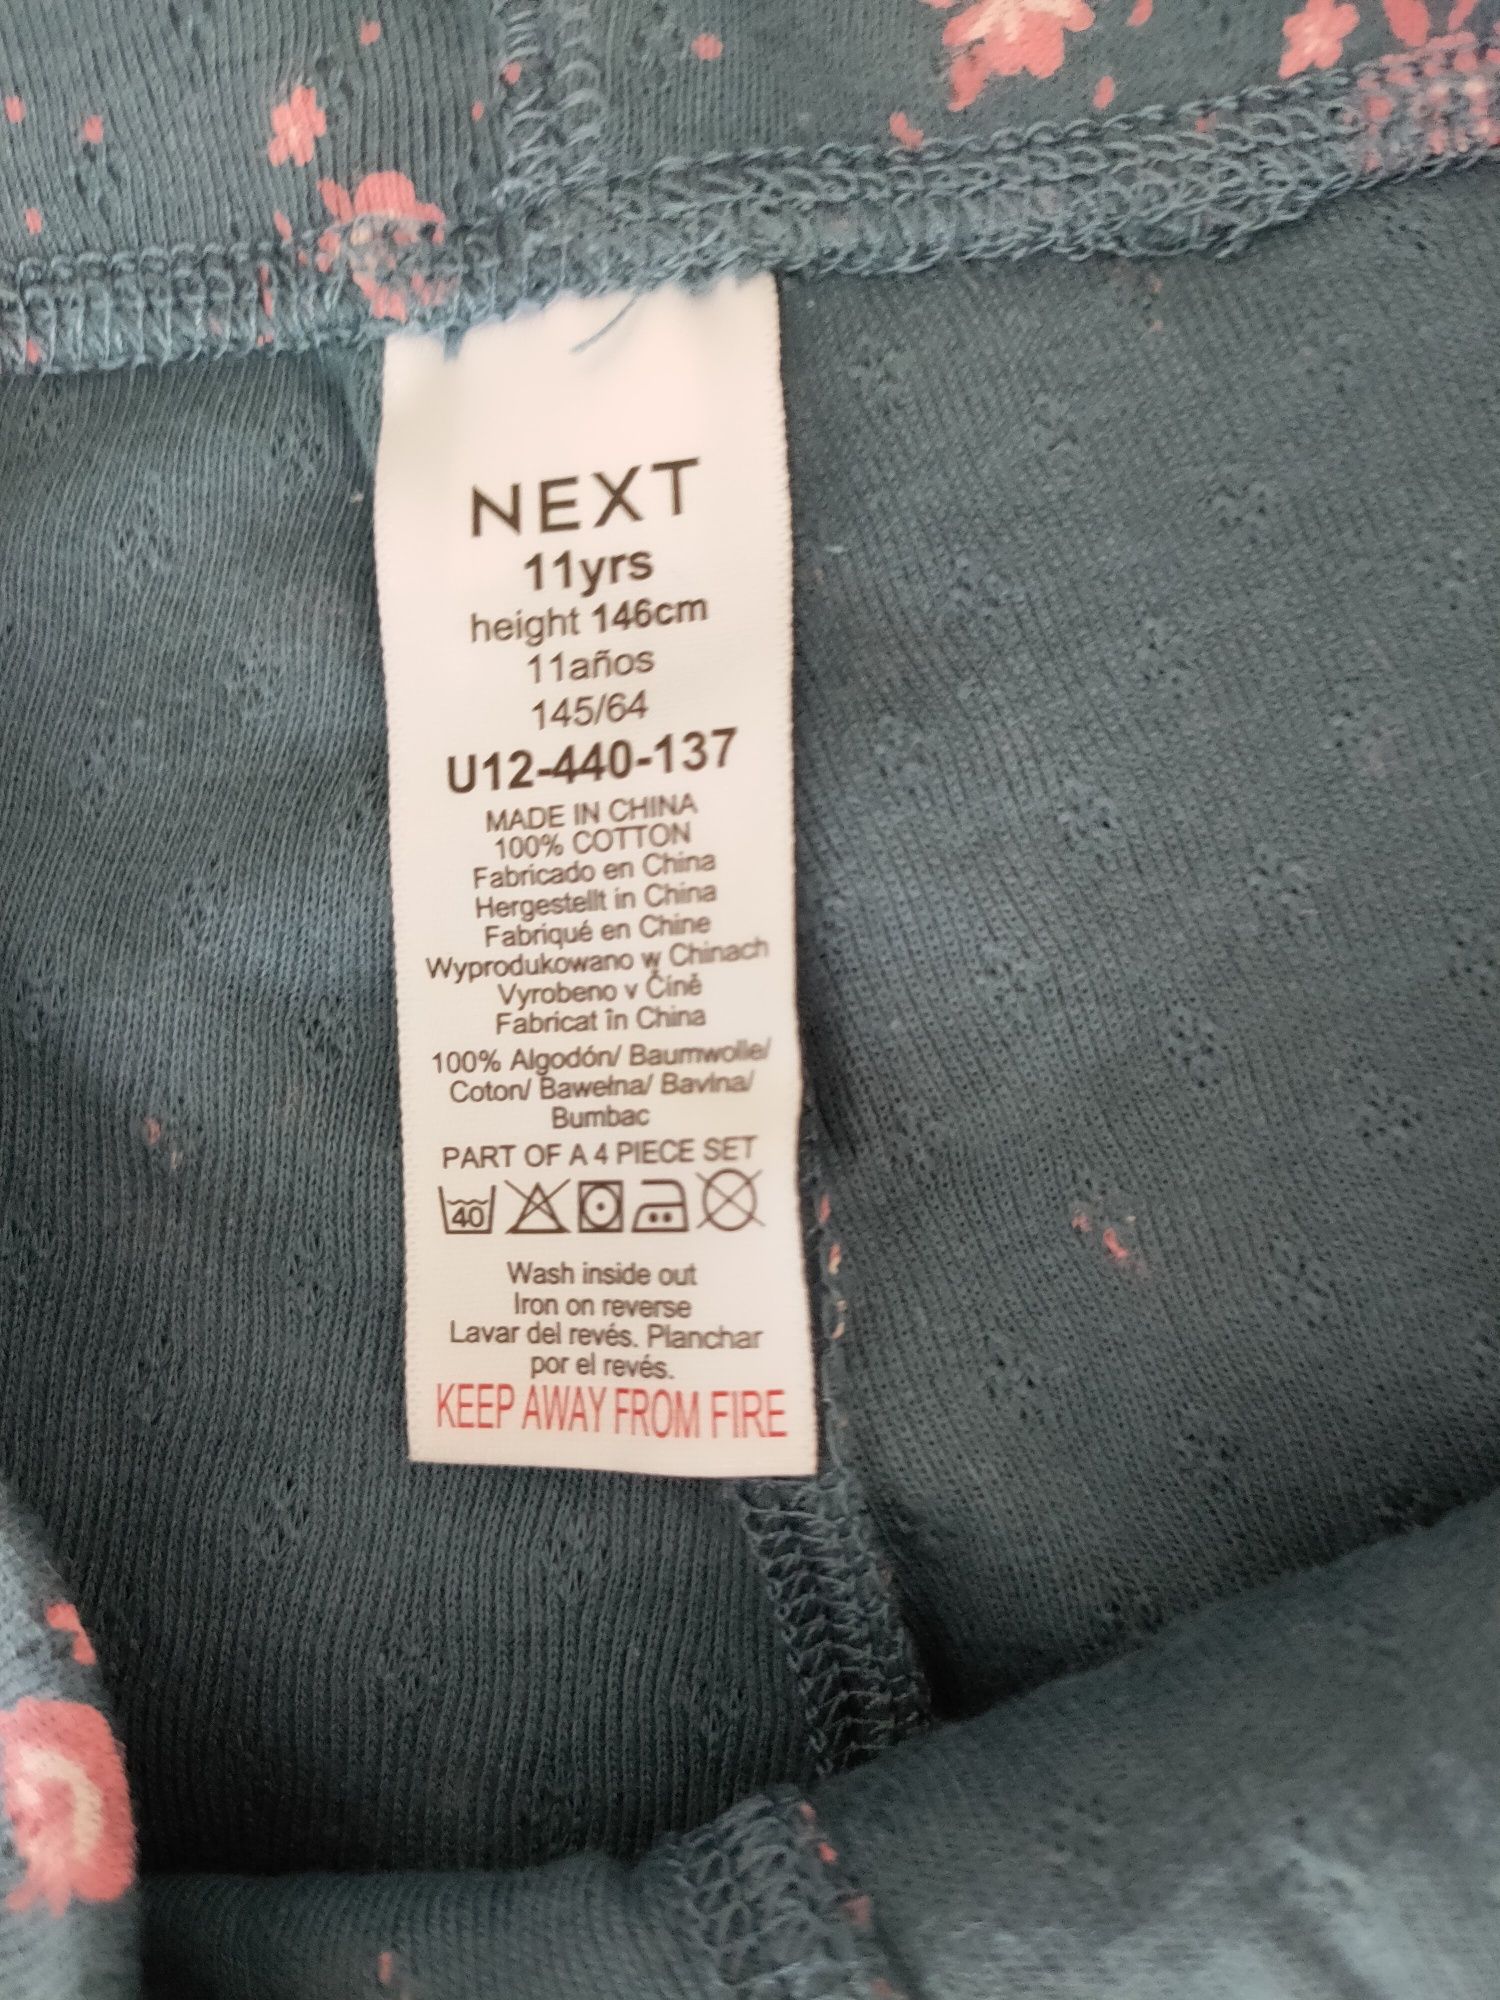 NEXT
11yrs
height 146cm
11años
145/64
U12-440-137
MADE IN CHINA
100% COTTON
Fabricado en China
Hergestellt in China
Fabriqué en Chine
Wyprodukowano w Chinach
Vyrobeno v Číně
Fabricat în China
100% Algodón/ Baumwolle/
Coton/ Bawełna/ Bavlna/
Bumbac
PART OF A 4 PIECE SET
40
Wash inside out
Iron on reverse
Lavar del revés. Planchar
por el revés.
KEEP AWAY FROM FIRE